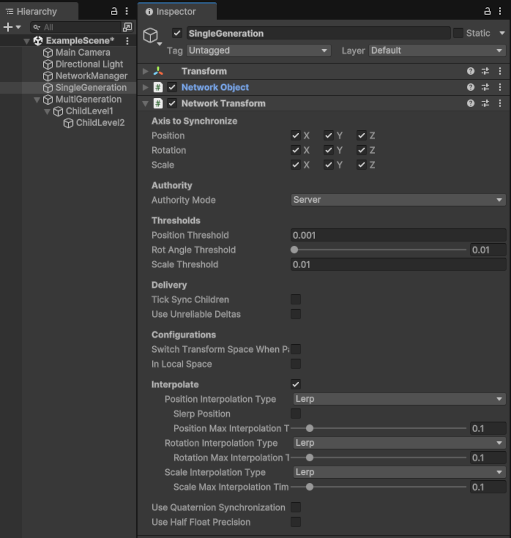 Hierarchy
All
ExampleScene*
Main Camera
Directional Light
NetworkManager
SingleGeneration
MultiGeneration
ChildLevel1
ChildLevel2
Inspector
SingleGeneration Static
Tag Untagged Layer Default
Transform
Network Object
Network Transform
Axis to Synchronize
Position X Y Z
Rotation X Y Z
Scale X Y Z
Authority
Authority Mode Server
Thresholds
Position Threshold 0.001
Rot Angle Threshold 0.01
Scale Threshold 0.01
Delivery
Tick Sync Children
Use Unreliable Deltas
Configurations
Switch Transform Space When Pa
In Local Space
Interpolate
Position Interpolation Type Lerp
Slerp Position
Position Max Interpolation T 0.1
Rotation Interpolation Type Lerp
Rotation Max Interpolation T 0.1
Scale Interpolation Type Lerp
Scale Max Interpolation Tim 0.1
Use Quaternion Synchronization
Use Half Float Precision